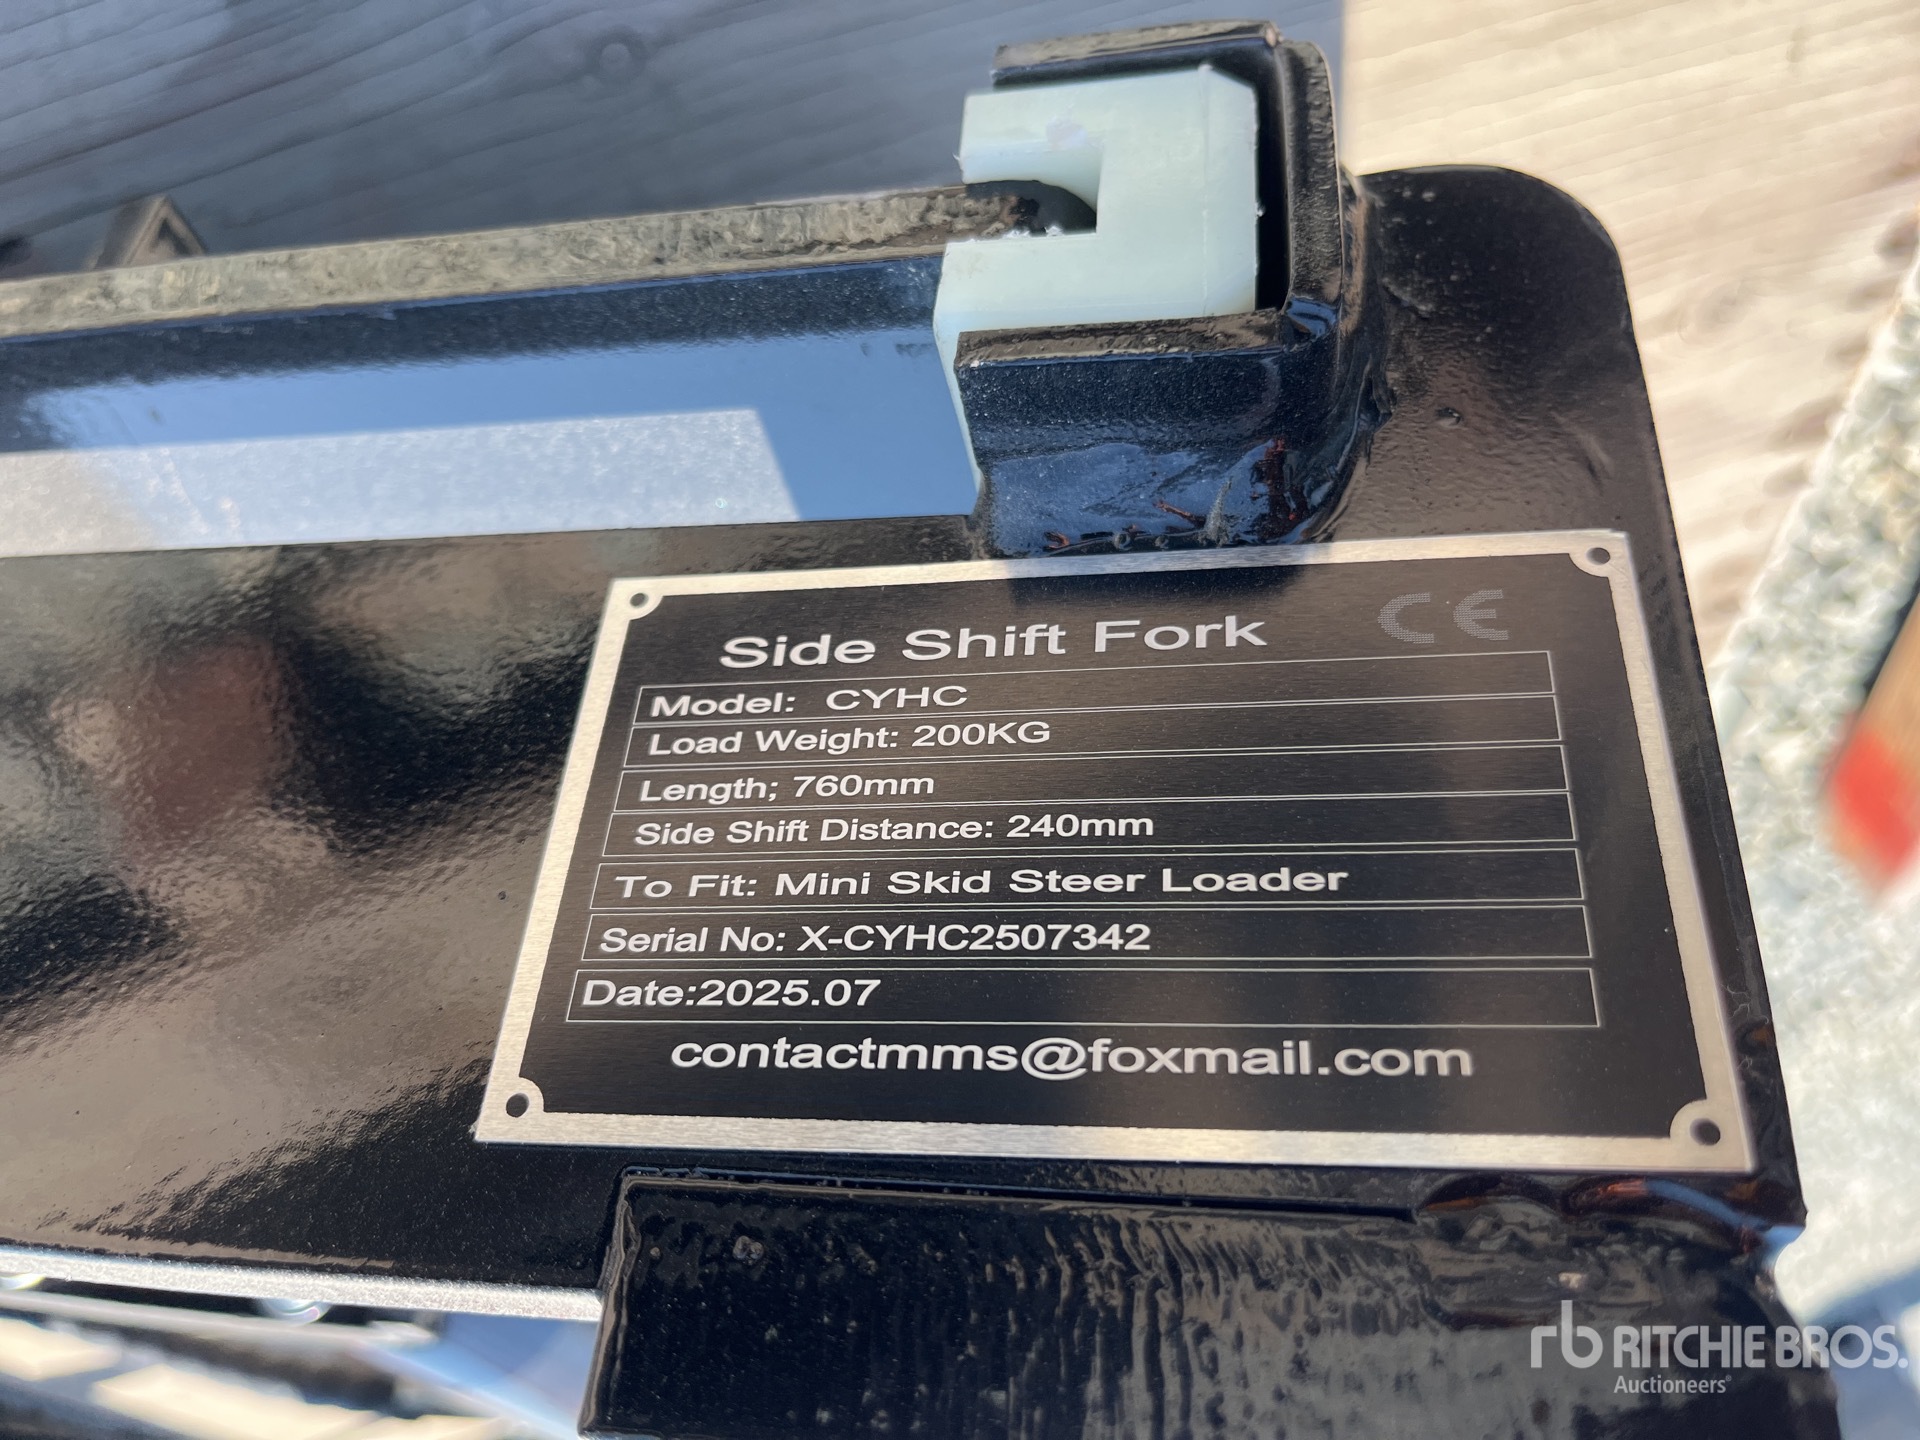 Side Shift Fork CE
Model: CYHC
Load Weight: 200KG
Length; 760mm
Side Shift Distance: 240mm
To Fit: Mini Skid Steer Loader
Serial No: X-CYHC2507342
Date:2025.07
contactmms@foxmail.com
rb RITCHIE BROS.
Auctioneers®